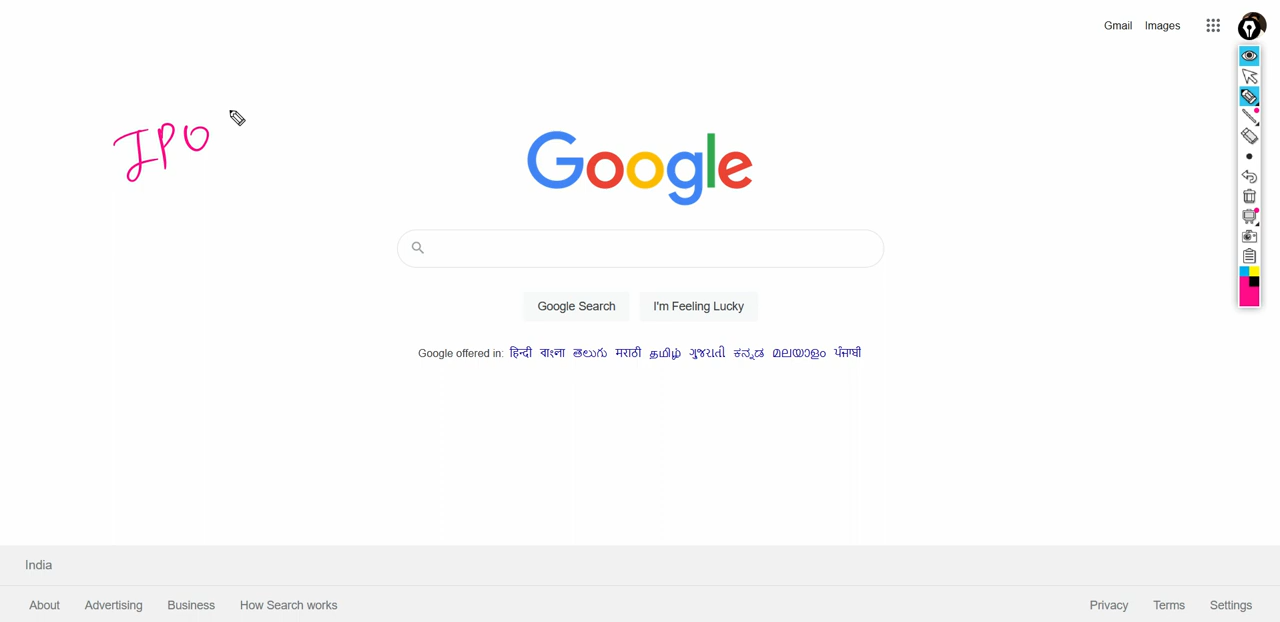 Gmail Images
IPO
Google
Google Search I'm Feeling Lucky
Google offered in: हिन्दी বাংলা తెలుగు मराठी தமிழ் ગુજરાતી ಕನ್ನಡ മലയാളം ਪੰਜਾਬੀ
India
About Advertising Business How Search works Privacy Terms Settings